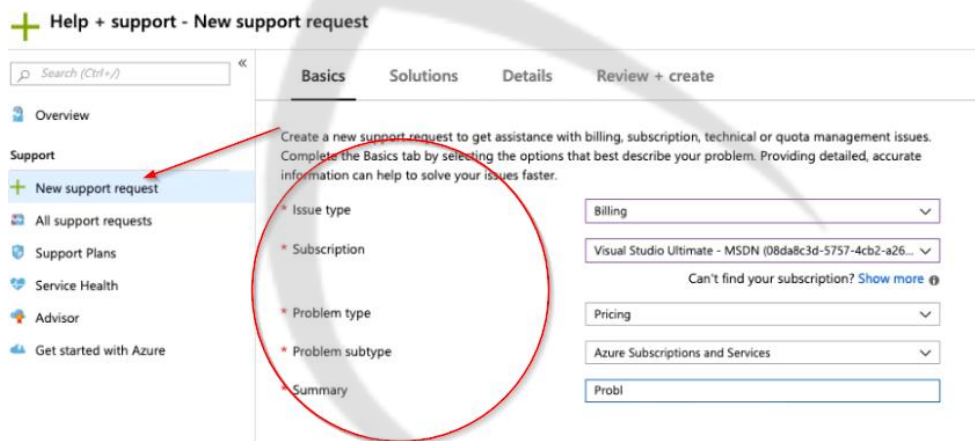 Help + support - New support request
Search (Ctrl+/)
«
Overview
Support
New support request
All support requests
Support Plans
Service Health
Advisor
Get started with Azure
Basics Solutions Details Review + create
Create a new support request to get assistance with billing, subscription, technical or quota management issues.
Complete the Basics tab by selecting the options that best describe your problem. Providing detailed, accurate
information can help to solve your issues faster.
* Issue type Billing
* Subscription Visual Studio Ultimate - MSDN (08da8c3d-5757-4cb2-a26...
Can't find your subscription? Show more
* Problem type Pricing
* Problem subtype Azure Subscriptions and Services
* Summary Probl